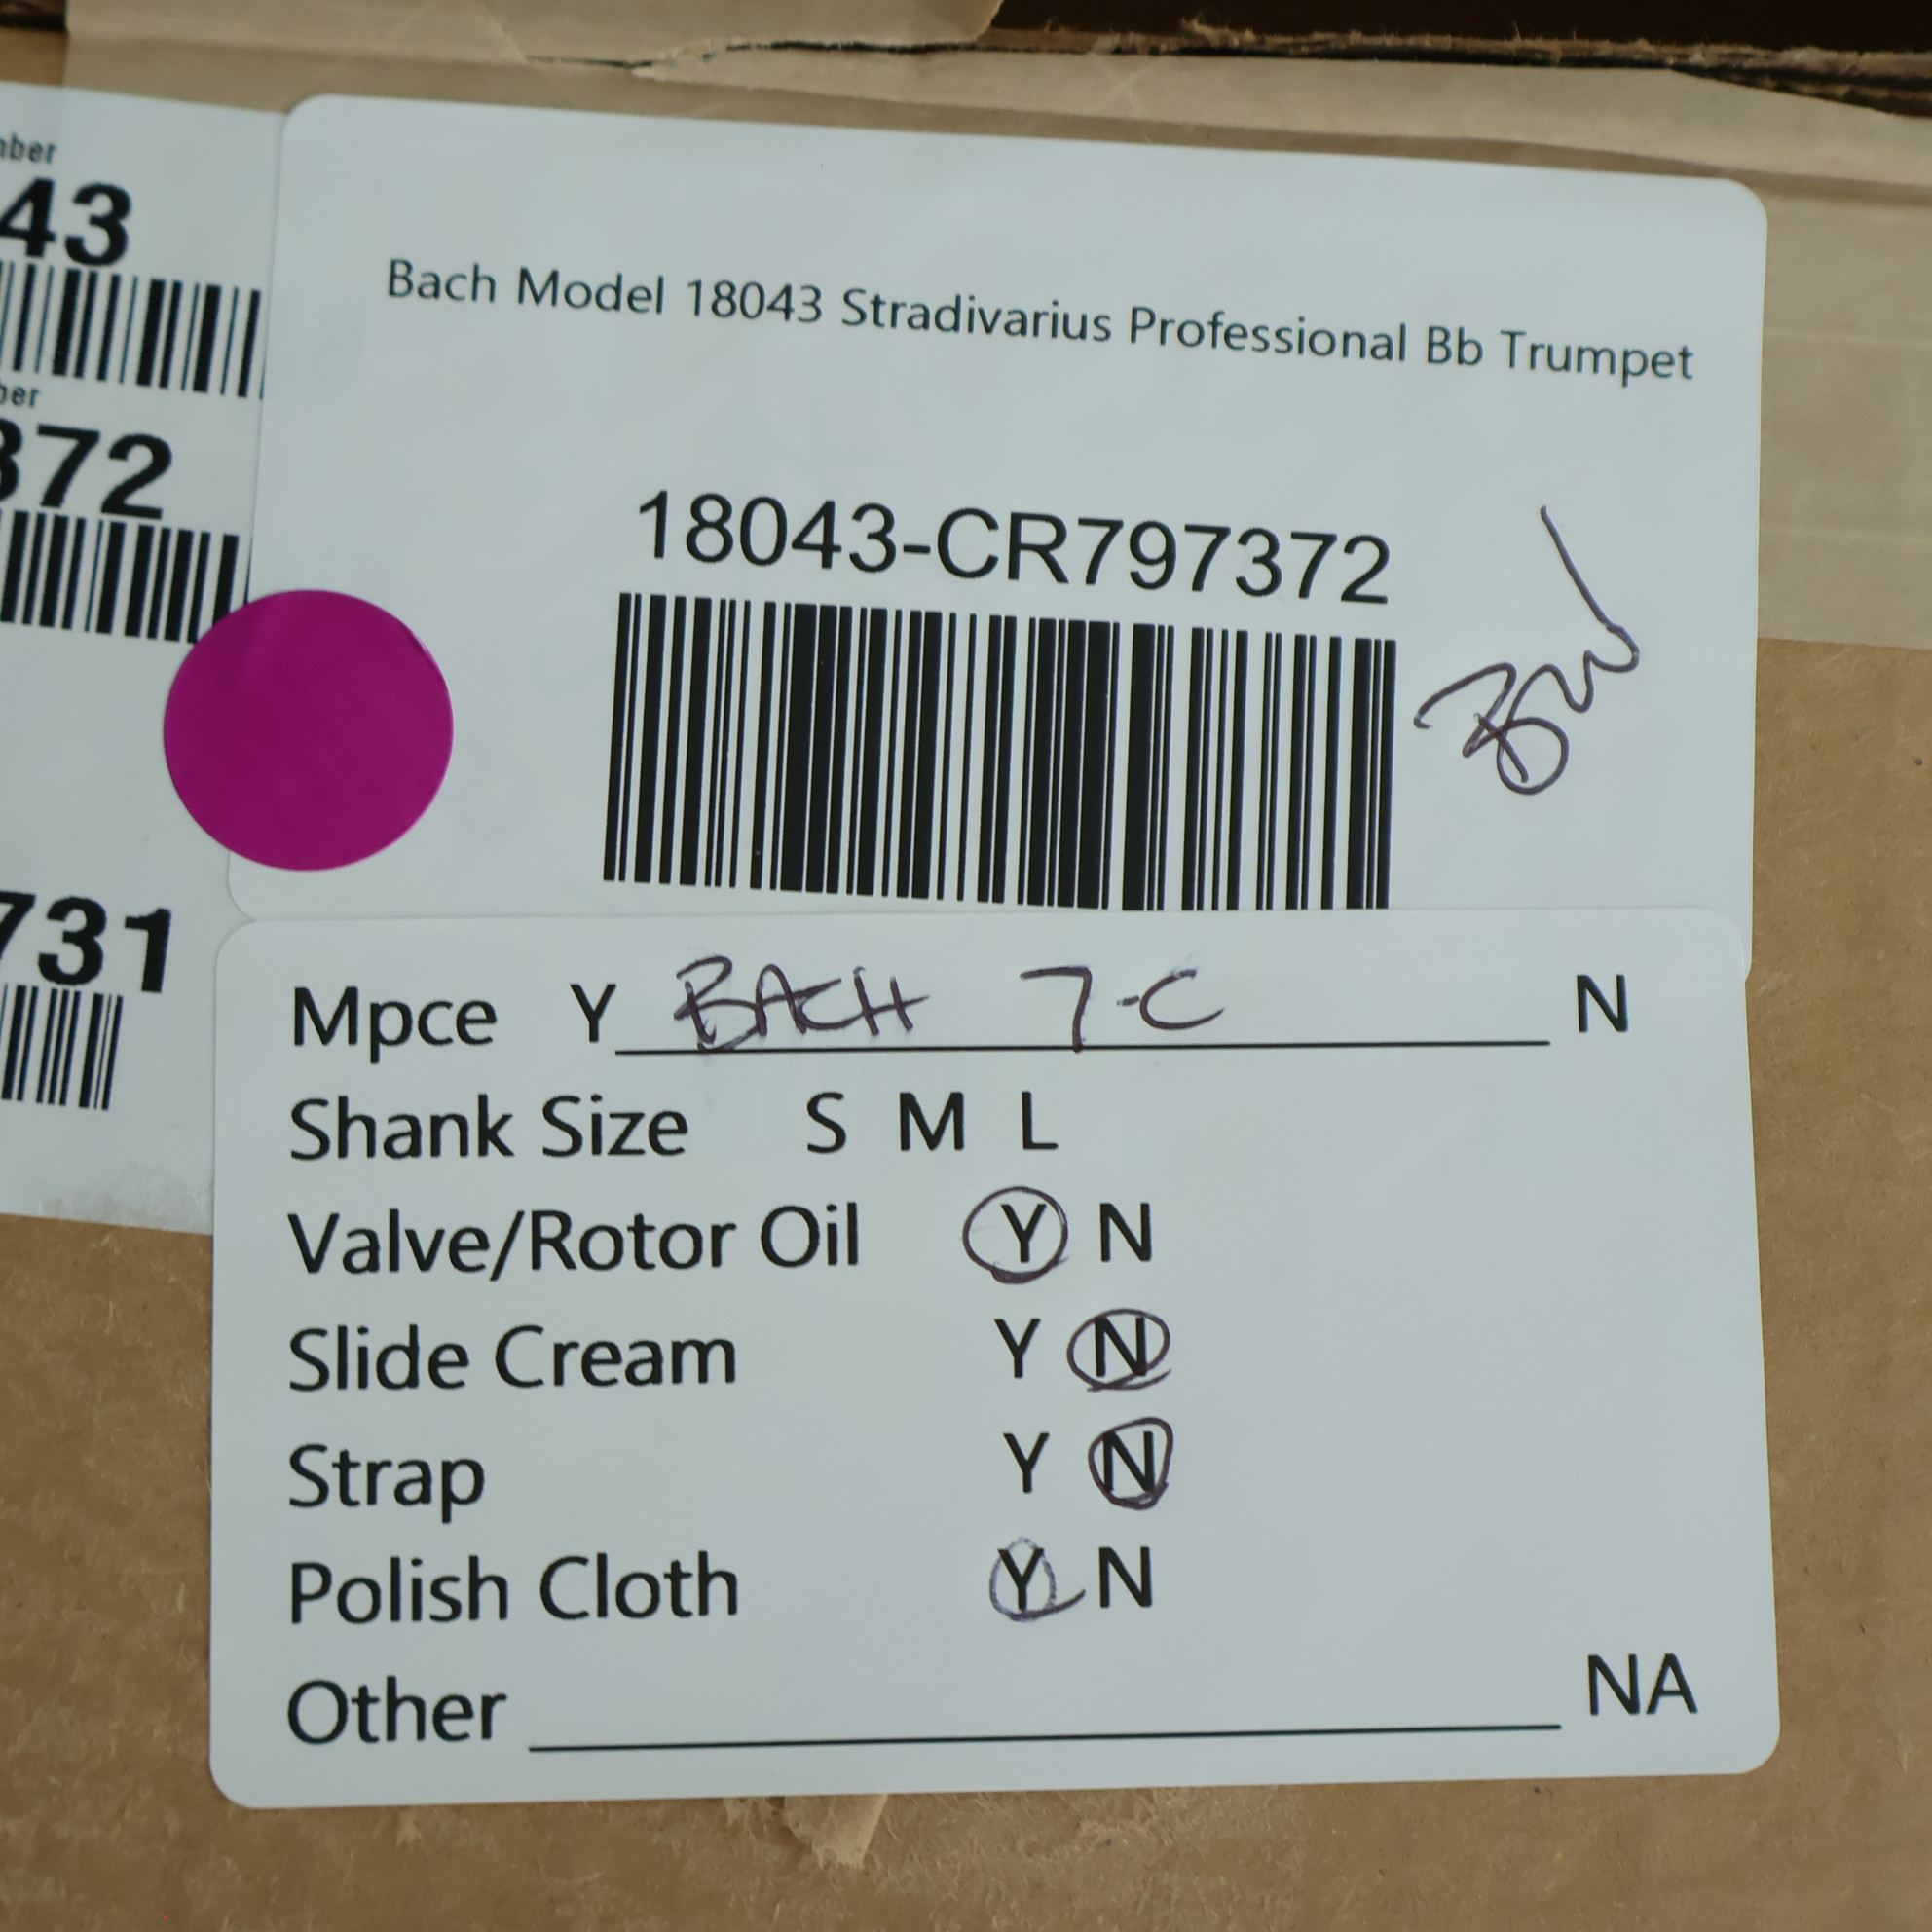 43
372
731
Bach Model 18043 Stradivarius Professional Bb Trumpet
18043-CR797372
Mpce Y BACH 7-C N
Shank Size S M L
Valve/Rotor Oil Y N
Slide Cream Y N
Strap Y N
Polish Cloth Y N
Other NA